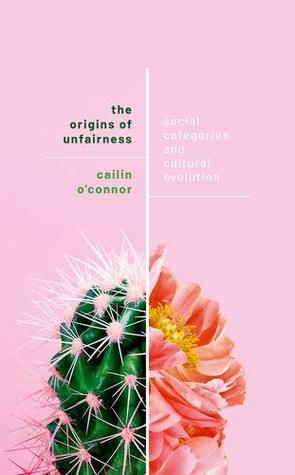 the
origins of
unfairness
cailin
o'connor
social
categories
and
cultural
evolution